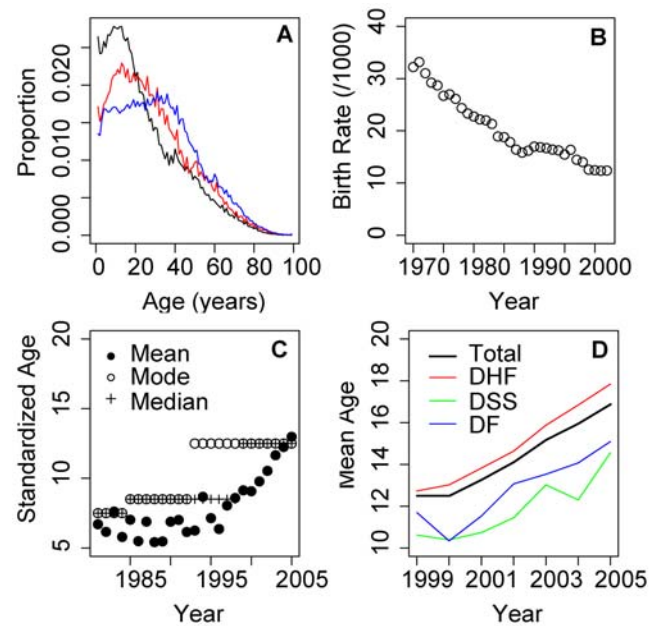 A
Proportion
0.000 0.010 0.020
0 20 40 60 80 100
Age (years)
B
Birth Rate (/1000)
0 10 20 30 40
1970 1980 1990 2002
Year
C
Standardized Age
5 10 15 20
Mean
Mode
Median
1985 1995 2005
Year
D
Mean Age
10 12 14 16 18 20
Total
DHF
DSS
DF
1999 2001 2003 2005
Year